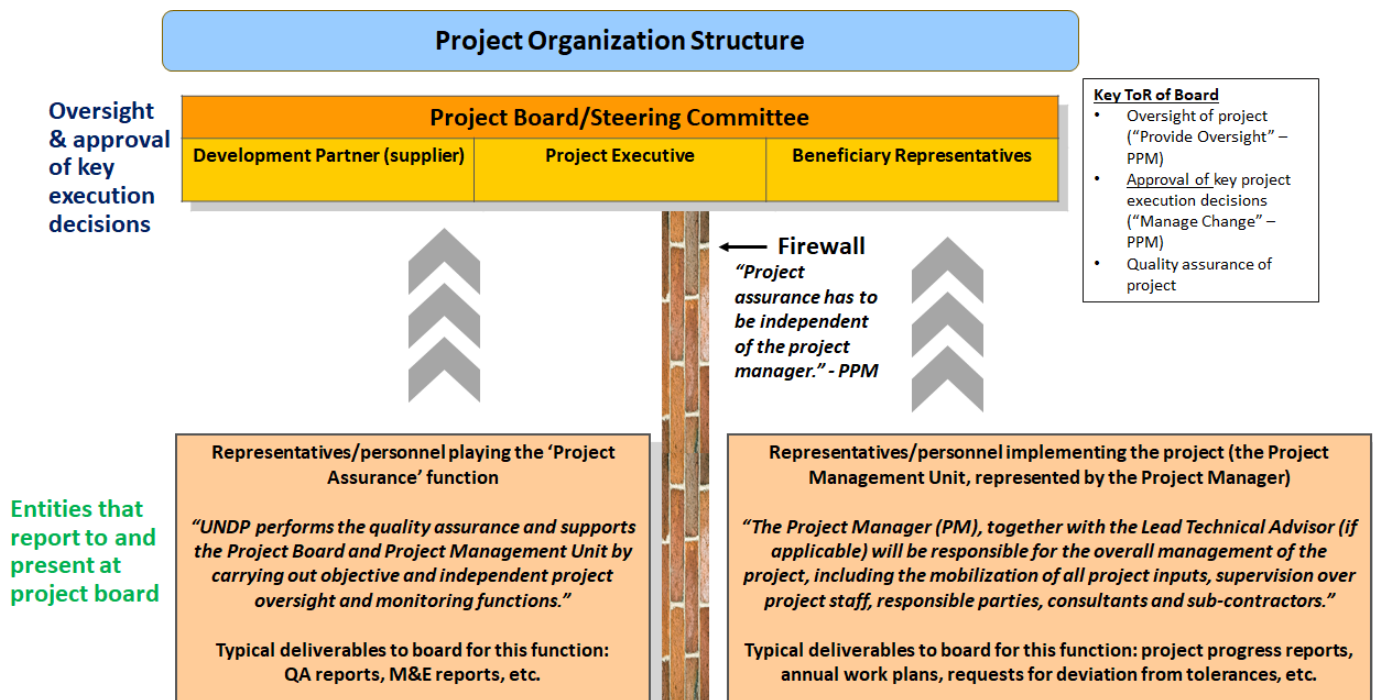 Project Organization Structure
Oversight
& approval
of key
execution
decisions
Project Board/Steering Committee
Development Partner (supplier)
Project Executive
Beneficiary Representatives
Key ToR of Board
• Oversight of project
(“Provide Oversight” –
PPM)
• Approval of key project
execution decisions
(“Manage Change” –
PPM)
• Quality assurance of
project
Firewall
“Project
assurance has to
be independent
of the project
manager.” - PPM
Entities that
report to and
present at
project board
Representatives/personnel playing the ‘Project
Assurance’ function
“UNDP performs the quality assurance and supports
the Project Board and Project Management Unit by
carrying out objective and independent project
oversight and monitoring functions.”
Typical deliverables to board for this function:
QA reports, M&E reports, etc.
Representatives/personnel implementing the project (the Project
Management Unit, represented by the Project Manager)
“The Project Manager (PM), together with the Lead Technical Advisor (if
applicable) will be responsible for the overall management of the
project, including the mobilization of all project inputs, supervision over
project staff, responsible parties, consultants and sub-contractors.”
Typical deliverables to board for this function: project progress reports,
annual work plans, requests for deviation from tolerances, etc.